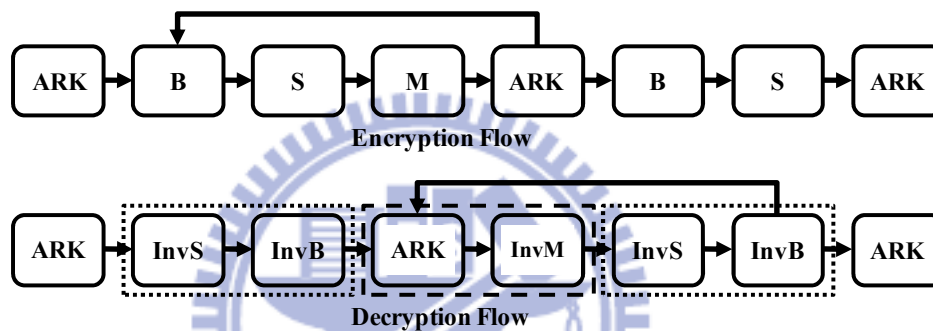 ARK B S M ARK B S ARK
Encryption Flow
ARK InvS InvB ARK InvM InvS InvB ARK
Decryption Flow